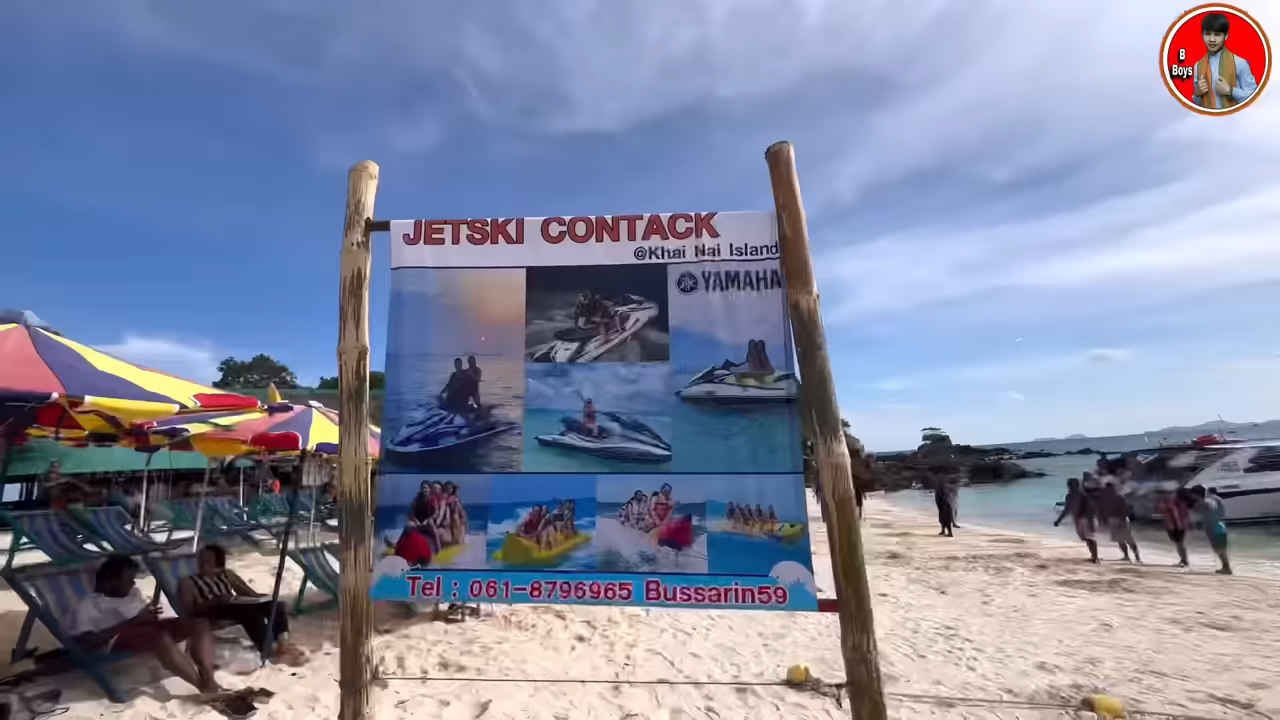 B
Boys
JETSKI CONTACK
@Khai Nai Island
YAMAHA
Tel : 061-8796965 Bussarin59